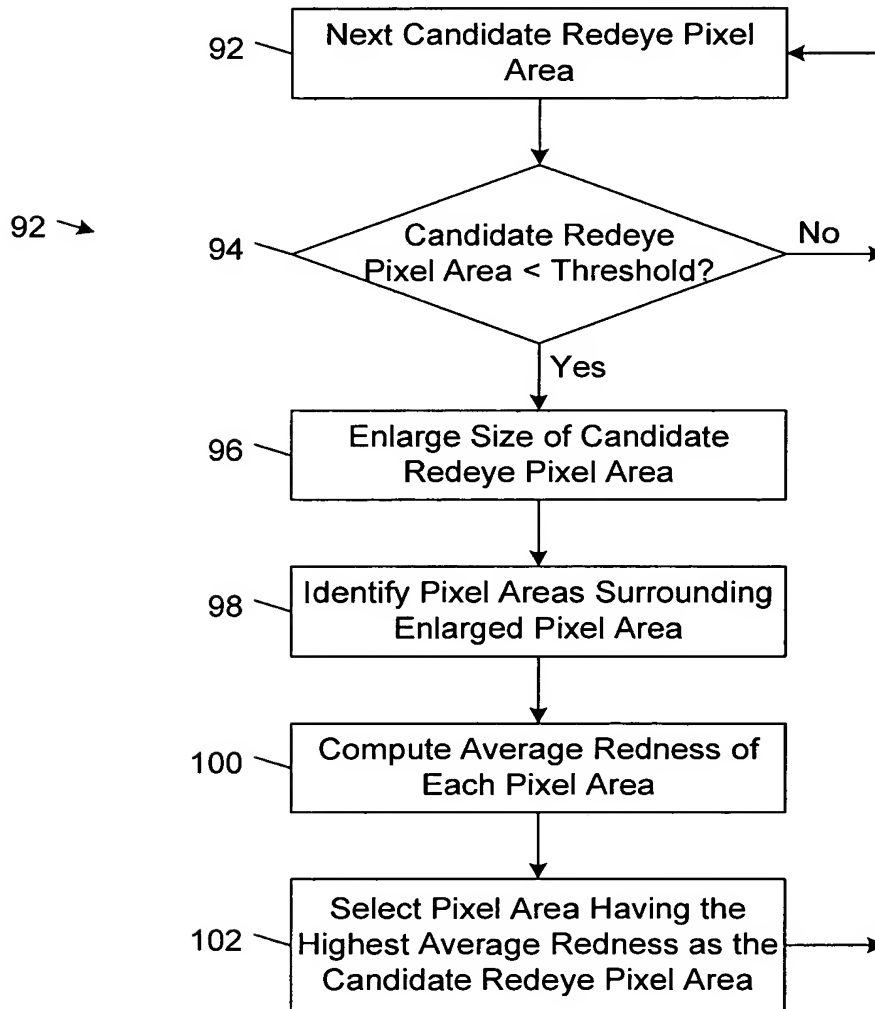 92
Next Candidate Redeye Pixel
Area
92
94
Candidate Redeye
Pixel Area < Threshold?
No
Yes
96
Enlarge Size of Candidate
Redeye Pixel Area
98
Identify Pixel Areas Surrounding
Enlarged Pixel Area
100
Compute Average Redness of
Each Pixel Area
102
Select Pixel Area Having the
Highest Average Redness as the
Candidate Redeye Pixel Area